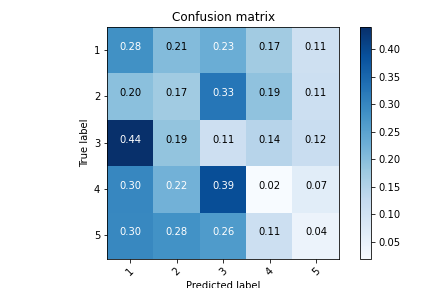 Confusion matrix
1 0.28 0.21 0.23 0.17 0.11
2 0.20 0.17 0.33 0.19 0.11
3 0.44 0.19 0.11 0.14 0.12
4 0.30 0.22 0.39 0.02 0.07
5 0.30 0.28 0.26 0.11 0.04
1 2 3 4 5
True label
Predicted label
0.40
0.35
0.30
0.25
0.20
0.15
0.10
0.05